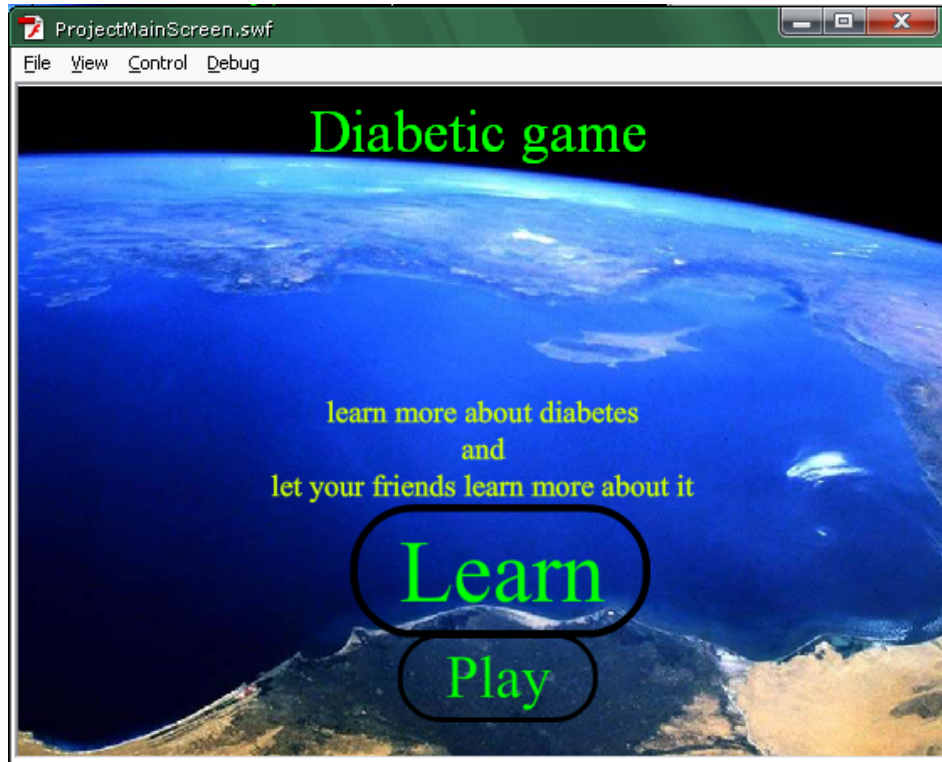 ProjectMainScreen.swf
File View Control Debug
Diabetic game
learn more about diabetes
and
let your friends learn more about it
Learn
Play